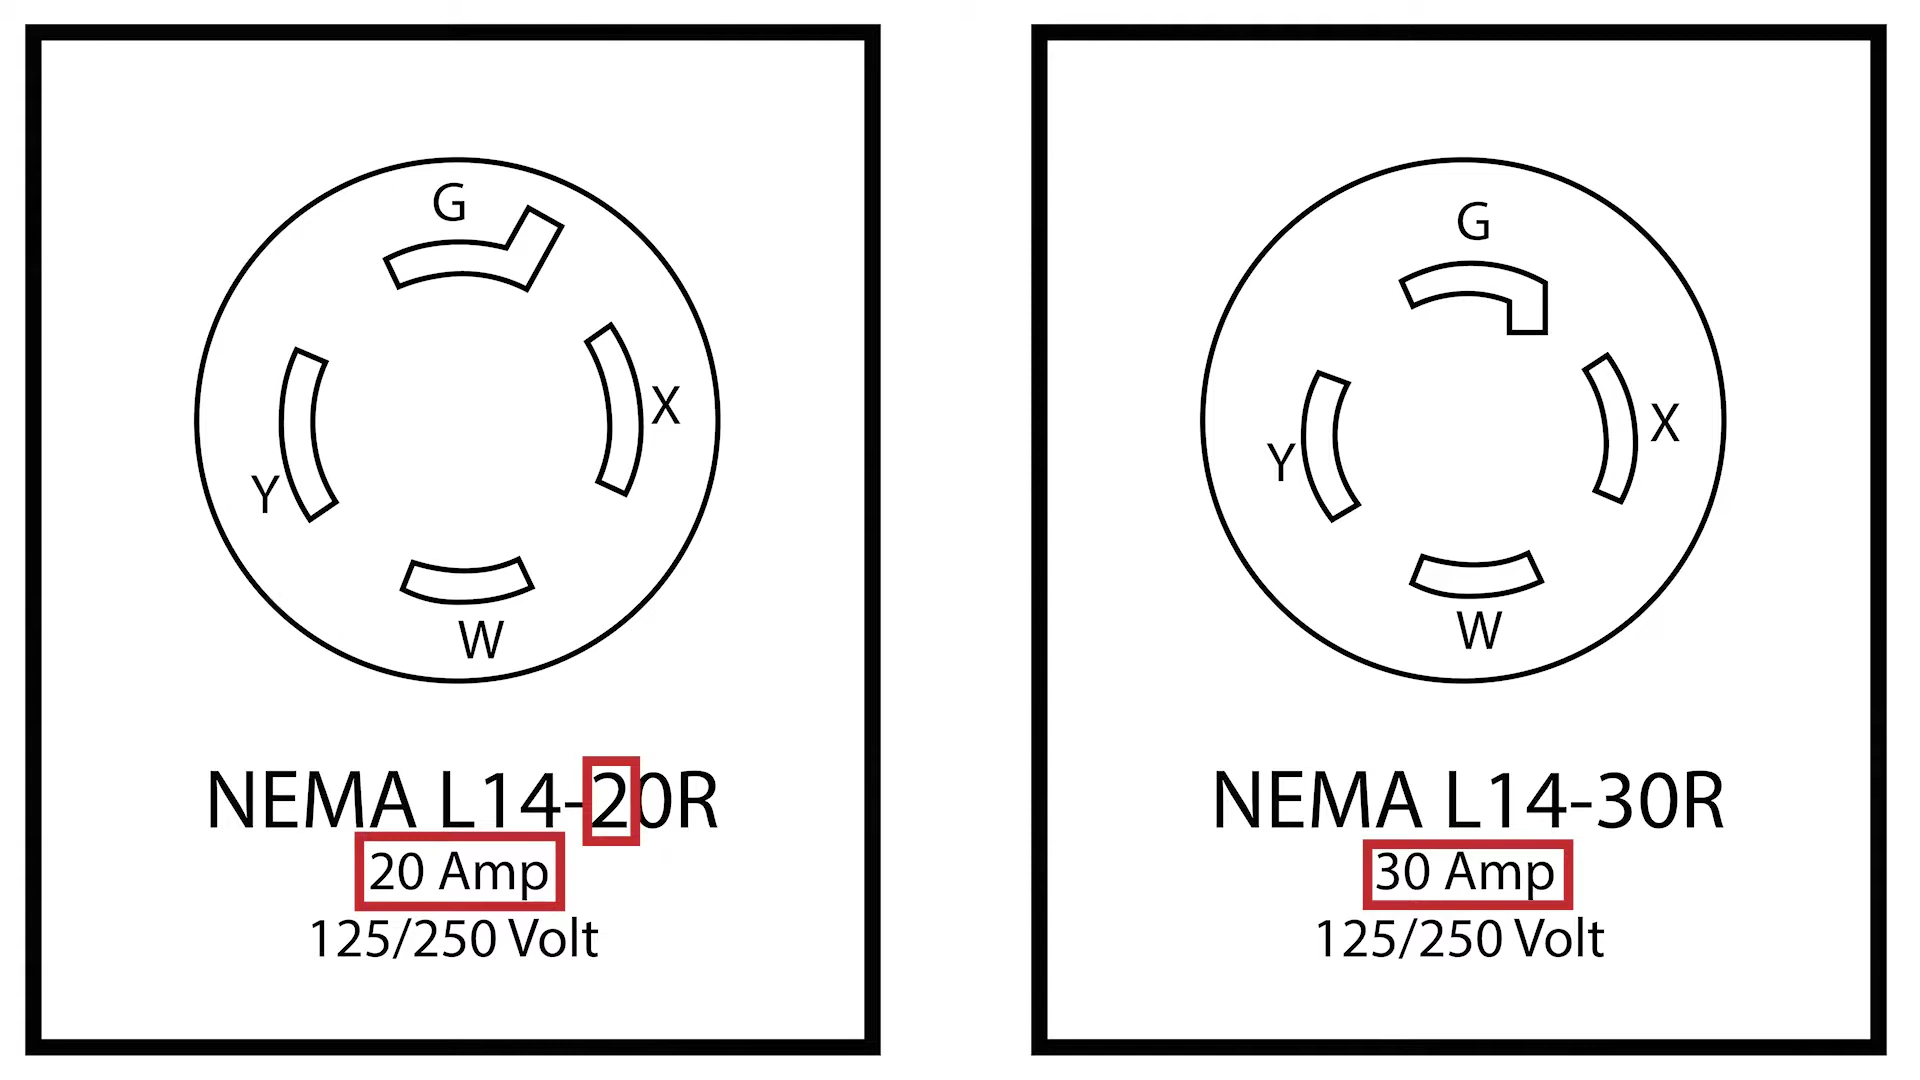 G
X
Y
W
NEMA L14-20R
20 Amp
125/250 Volt
G
X
Y
W
NEMA L14-30R
30 Amp
125/250 Volt